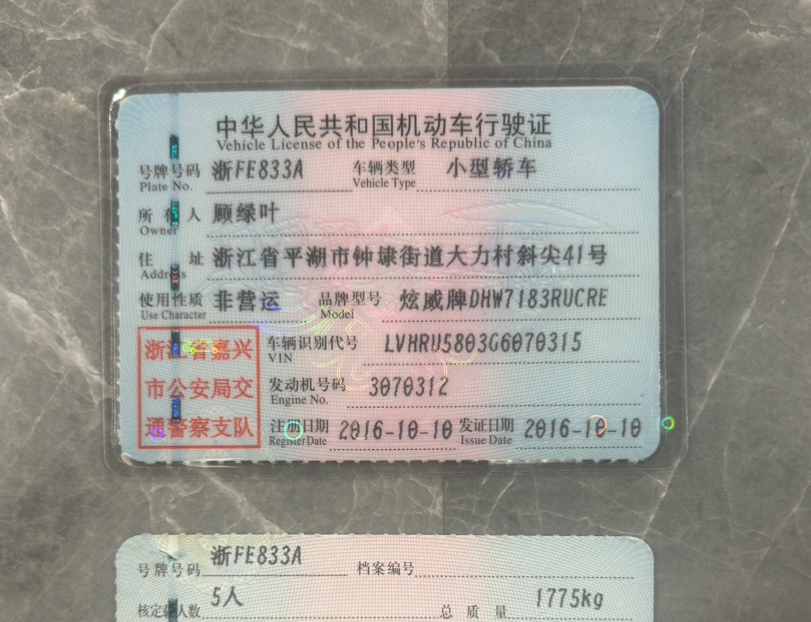 中华人民共和国机动车行驶证
Vehicle License of the People's Republic of China
号牌号码 浙FE833A 车辆类型 小型轿车
Plate No. Vehicle Type
所有人 顾绿叶
Owner
住址 浙江省平湖市钟埭街道大力村斜尖41号
Address
使用性质 非营运 品牌型号 炫威牌DHW7183RUCRE
Use Character Model
浙江省嘉兴
市公安局交
通警察支队
车辆识别代号 LVHRU5803G6070315
VIN
发动机号码 3070312
Engine No.
注册日期 2016-10-10 发证日期 2016-10-10
Register Date Issue Date
号牌号码 浙FE833A 档案编号
核定载人数 5人 总质量 1775kg